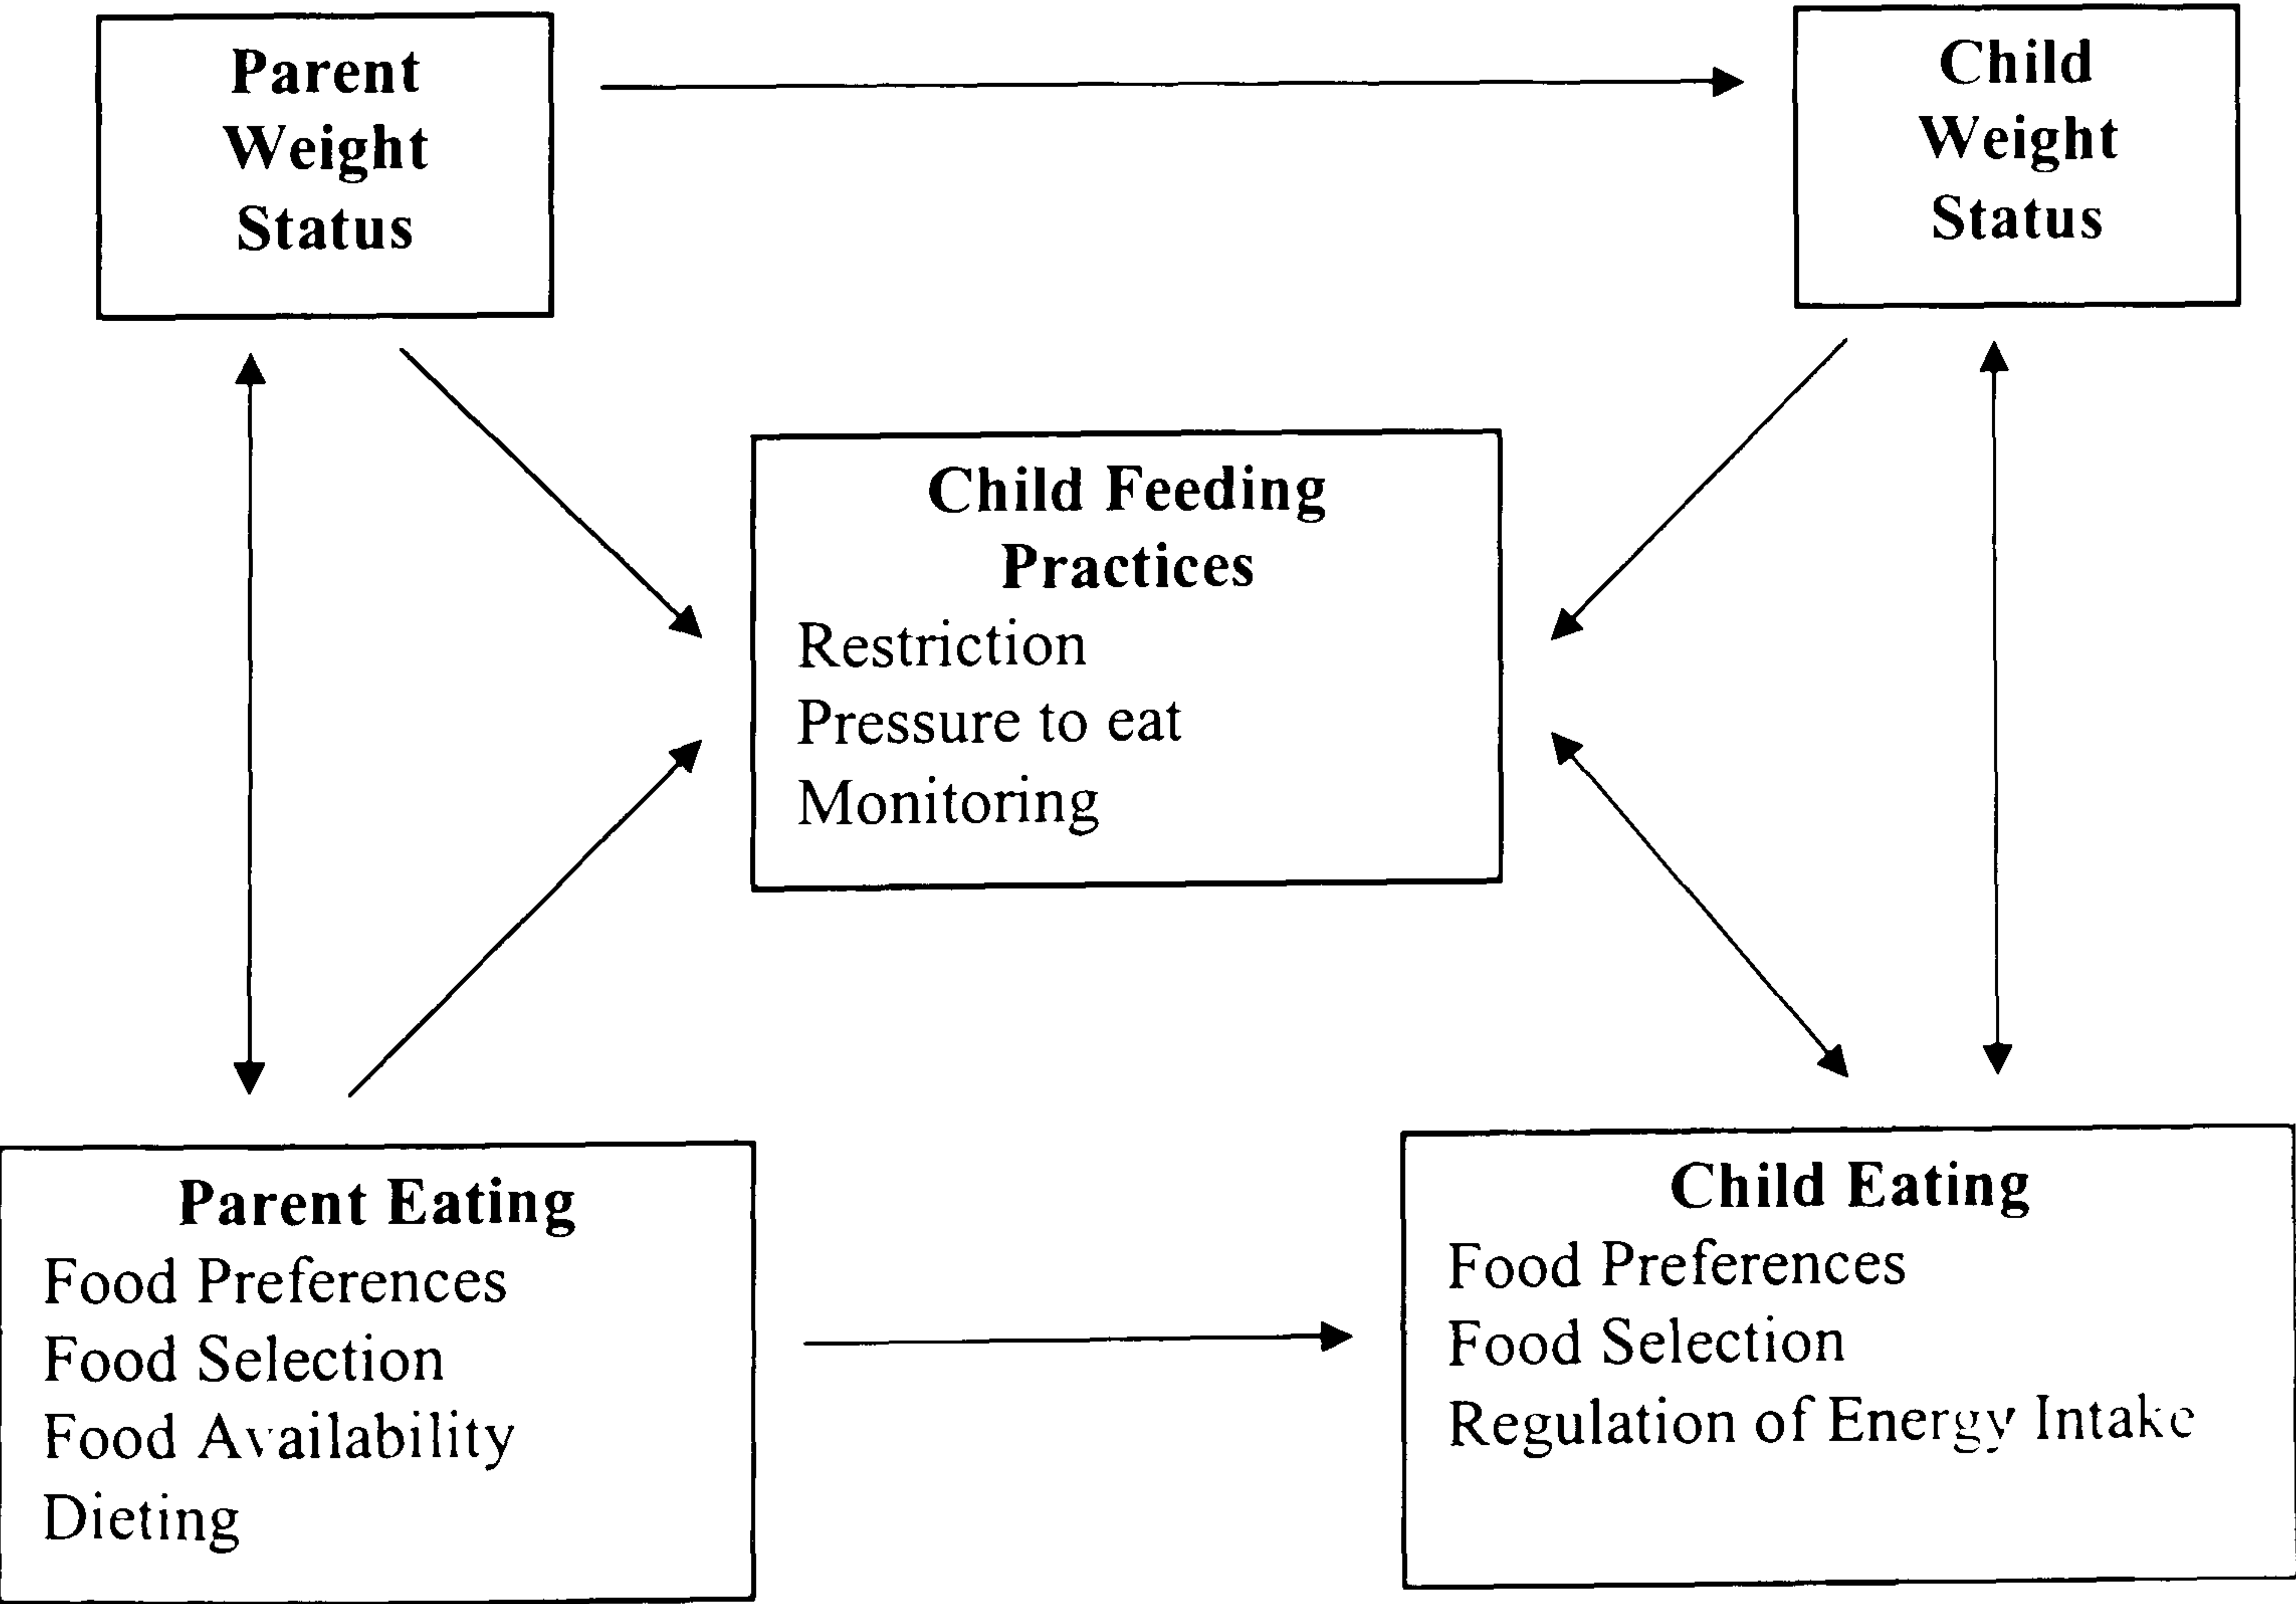 Parent
Weight
Status
Child
Weight
Status
Child Feeding
Practices
Restriction
Pressure to eat
Monitoring
Parent Eating
Food Preferences
Food Selection
Food Availability
Dieting
Child Eating
Food Preferences
Food Selection
Regulation of Energy Intake